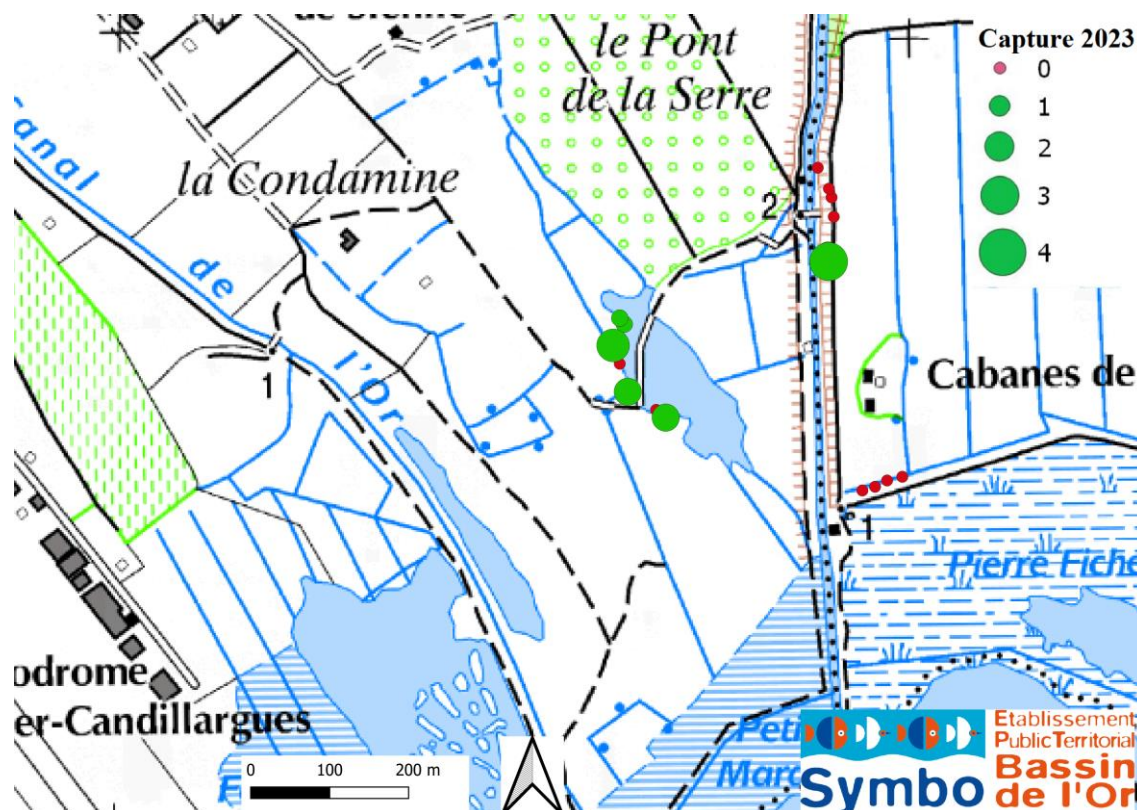 le Pont
de la Serre
Capture 2023
0
1
2
3
4
la Condamine
Canal
de
l'Or
2
1
Cabanes de
1
Pierre Fiche
odrome
er-Candillargues
0 100 200 m
Symbo
Etablissement
Public Territorial
Bassin
de l'Or